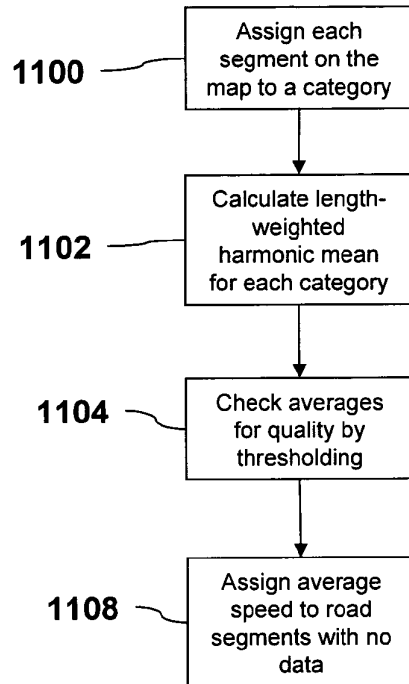 1100
Assign each
segment on the
map to a category
1102
Calculate length-
weighted
harmonic mean
for each category
1104
Check averages
for quality by
thresholding
1108
Assign average
speed to road
segments with no
data